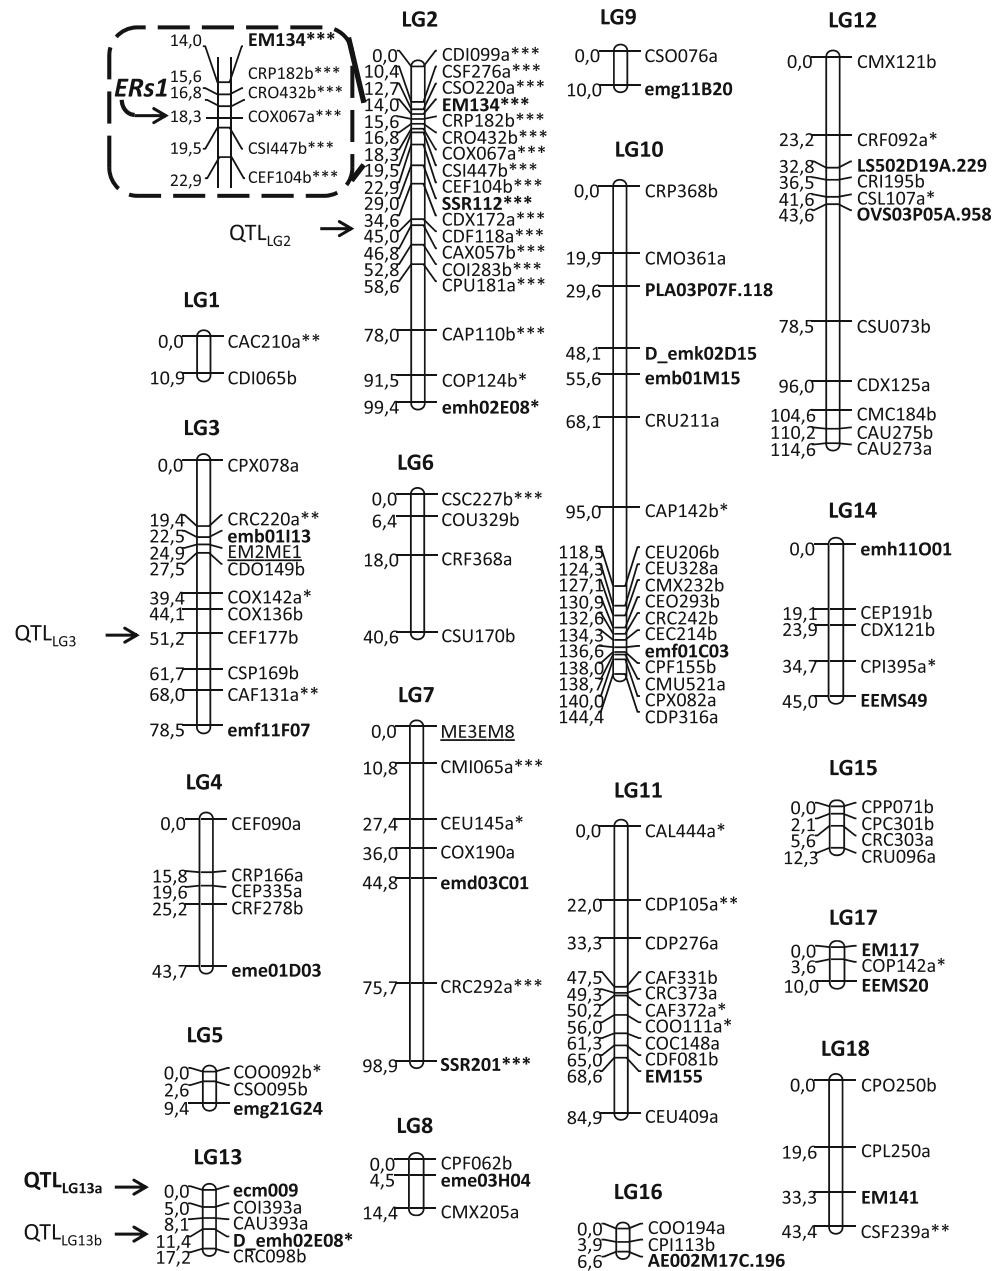 14,0 EM134***
15,6 CRP182b***
ERs1
16,8 CRO432b***
18,3 COX067a***
19,5 CSI447b***
22,9 CEF104b***
LG2
0,0 CDI099a***
10,4 CSF276a***
12,7 CSO220a***
14,0 EM134***
15,6 CRP182b***
16,8 CRO432b***
18,3 COX067a***
19,5 CSI447b***
22,9 CEF104b***
29,0 SSR112***
34,6 CDX172a***
QTL LG2
45,0 CDF118a***
46,8 CAX057b***
52,8 COI283b***
58,6 CPU181a***
78,0 CAP110b***
91,5 COP124b*
99,4 emh02E08*
LG1
0,0 CAC210a**
10,9 CDI065b
LG3
0,0 CPX078a
19,4 CRC220a**
22,5 emb01I13
24,9 EM2ME1
27,5 CDO149b
39,4 COX142a*
44,1 COX136b
QTL LG3
51,2 CEF177b
61,7 CSP169b
68,0 CAF131a**
78,5 emf11F07
LG4
0,0 CEF090a
15,8 CRP166a
19,6 CEP335a
25,2 CRF278b
43,7 eme01D03
LG5
0,0 COO092b*
2,6 CSO095b
9,4 emg21G24
LG13
QTL LG13a
0,0 ecm009
5,0 COI393a
8,1 CAU393a
QTL LG13b
11,4 D_emh02E08*
17,2 CRC098b
LG6
0,0 CSC227b***
6,4 COU329b
18,0 CRF368a
40,6 CSU170b
LG7
0,0 ME3EM8
10,8 CMI065a***
27,4 CEU145a*
36,0 COX190a
44,8 emd03C01
75,7 CRC292a***
98,9 SSR201***
LG8
0,0 CPF062b
4,5 eme03H04
14,4 CMX205a
LG9
0,0 CSO076a
10,0 emg11B20
LG10
0,0 CRP368b
19,9 CMO361a
29,6 PLA03P07F.118
48,1 D_emk02D15
55,6 emb01M15
68,1 CRU211a
95,0 CAP142b*
118,5 CEU206b
124,3 CEU328a
127,1 CMX232b
130,9 CEO293b
132,6 CRC242b
134,3 CEC214b
136,6 emf01C03
138,0 CPF155b
138,7 CMU521a
140,0 CPX082a
144,4 CDP316a
LG11
0,0 CAL444a*
22,0 CDP105a**
33,3 CDP276a
47,5 CAF331b
49,3 CRC373a
50,2 CAF372a*
56,0 COO111a*
61,3 COC148a
65,0 CDF081b
68,6 EM155
84,9 CEU409a
LG16
0,0 COO194a
3,9 CPI113b
6,6 AE002M17C.196
LG12
0,0 CMX121b
23,2 CRF092a*
32,8 LS502D19A.229
36,5 CRI195b
41,6 CSL107a*
43,6 OVS03P05A.958
78,5 CSU073b
96,0 CDX125a
104,6 CMC184b
110,2 CAU275b
114,6 CAU273a
LG14
0,0 emh11O01
19,1 CEP191b
23,9 CDX121b
34,7 CPI395a*
45,0 EEMS49
LG15
0,0 CPP071b
2,1 CPC301b
5,6 CRC303a
12,3 CRU096a
LG17
0,0 EM117
3,6 COP142a*
10,0 EEMS20
LG18
0,0 CPO250b
19,6 CPL250a
33,3 EM141
43,4 CSF239a**